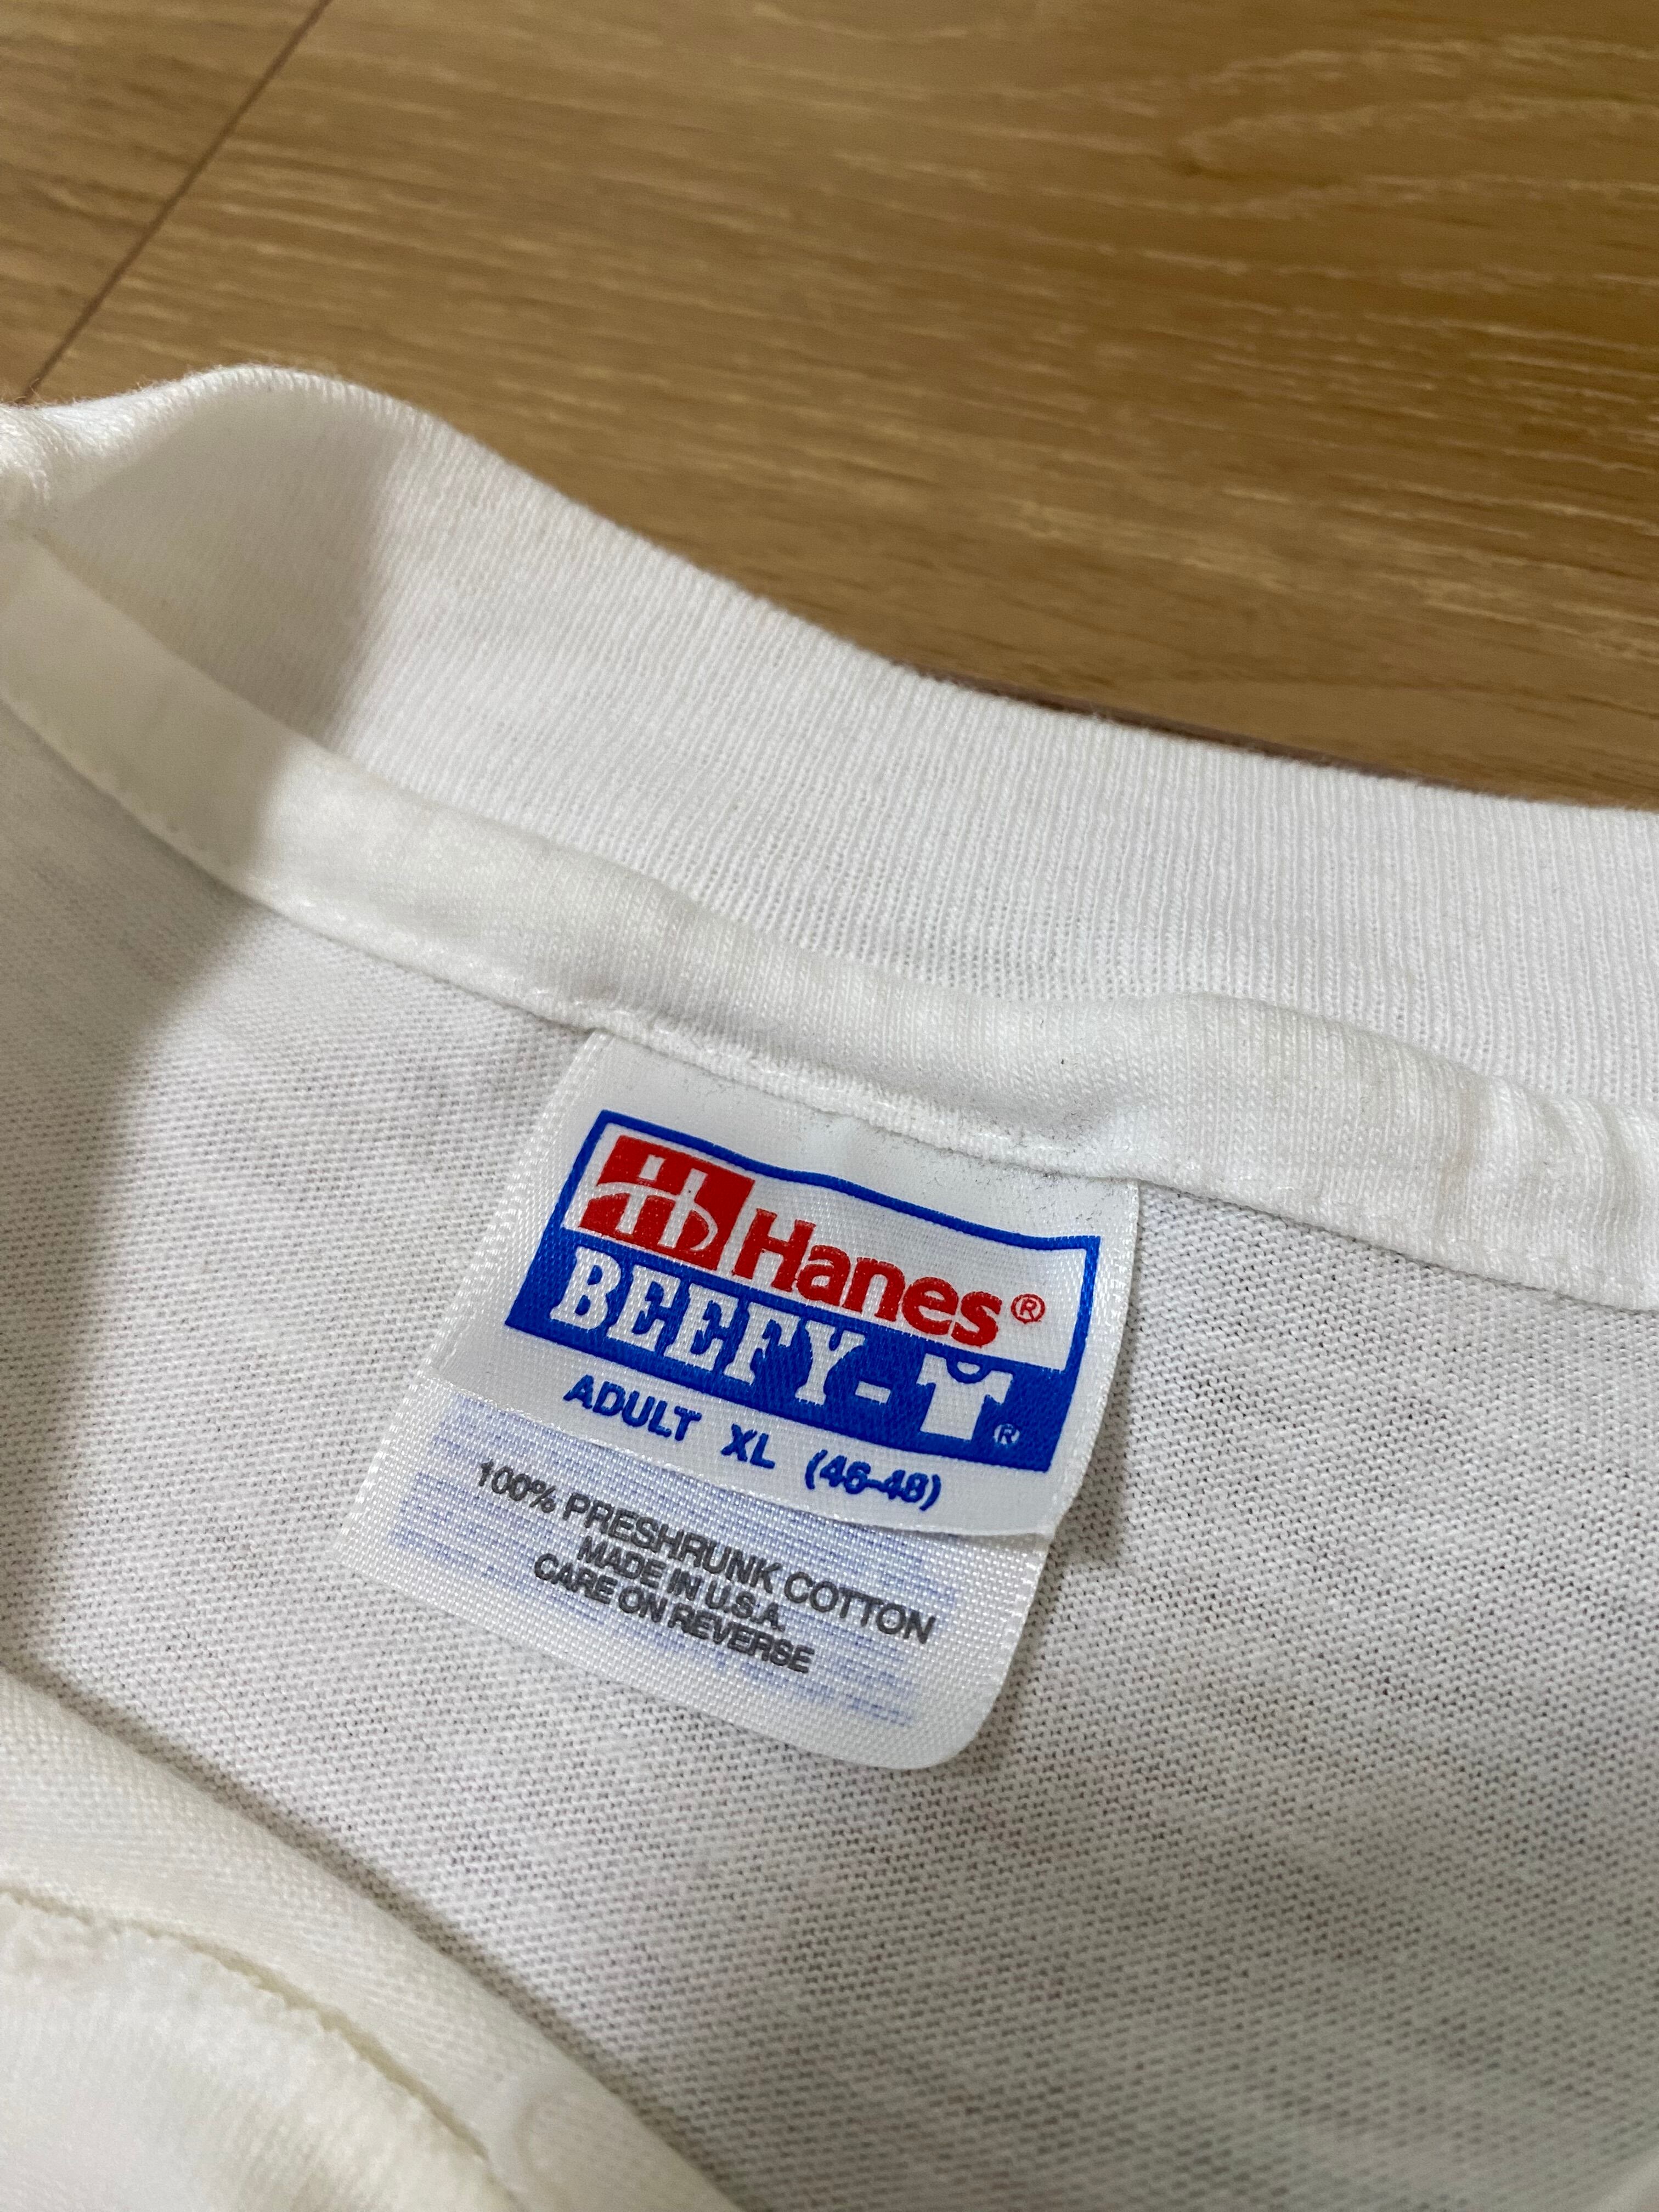 Hanes®
BEEFY-T®
ADULT XL (46-48)
100% PRESHRUNK COTTON
MADE IN U.S.A.
CARE ON REVERSE